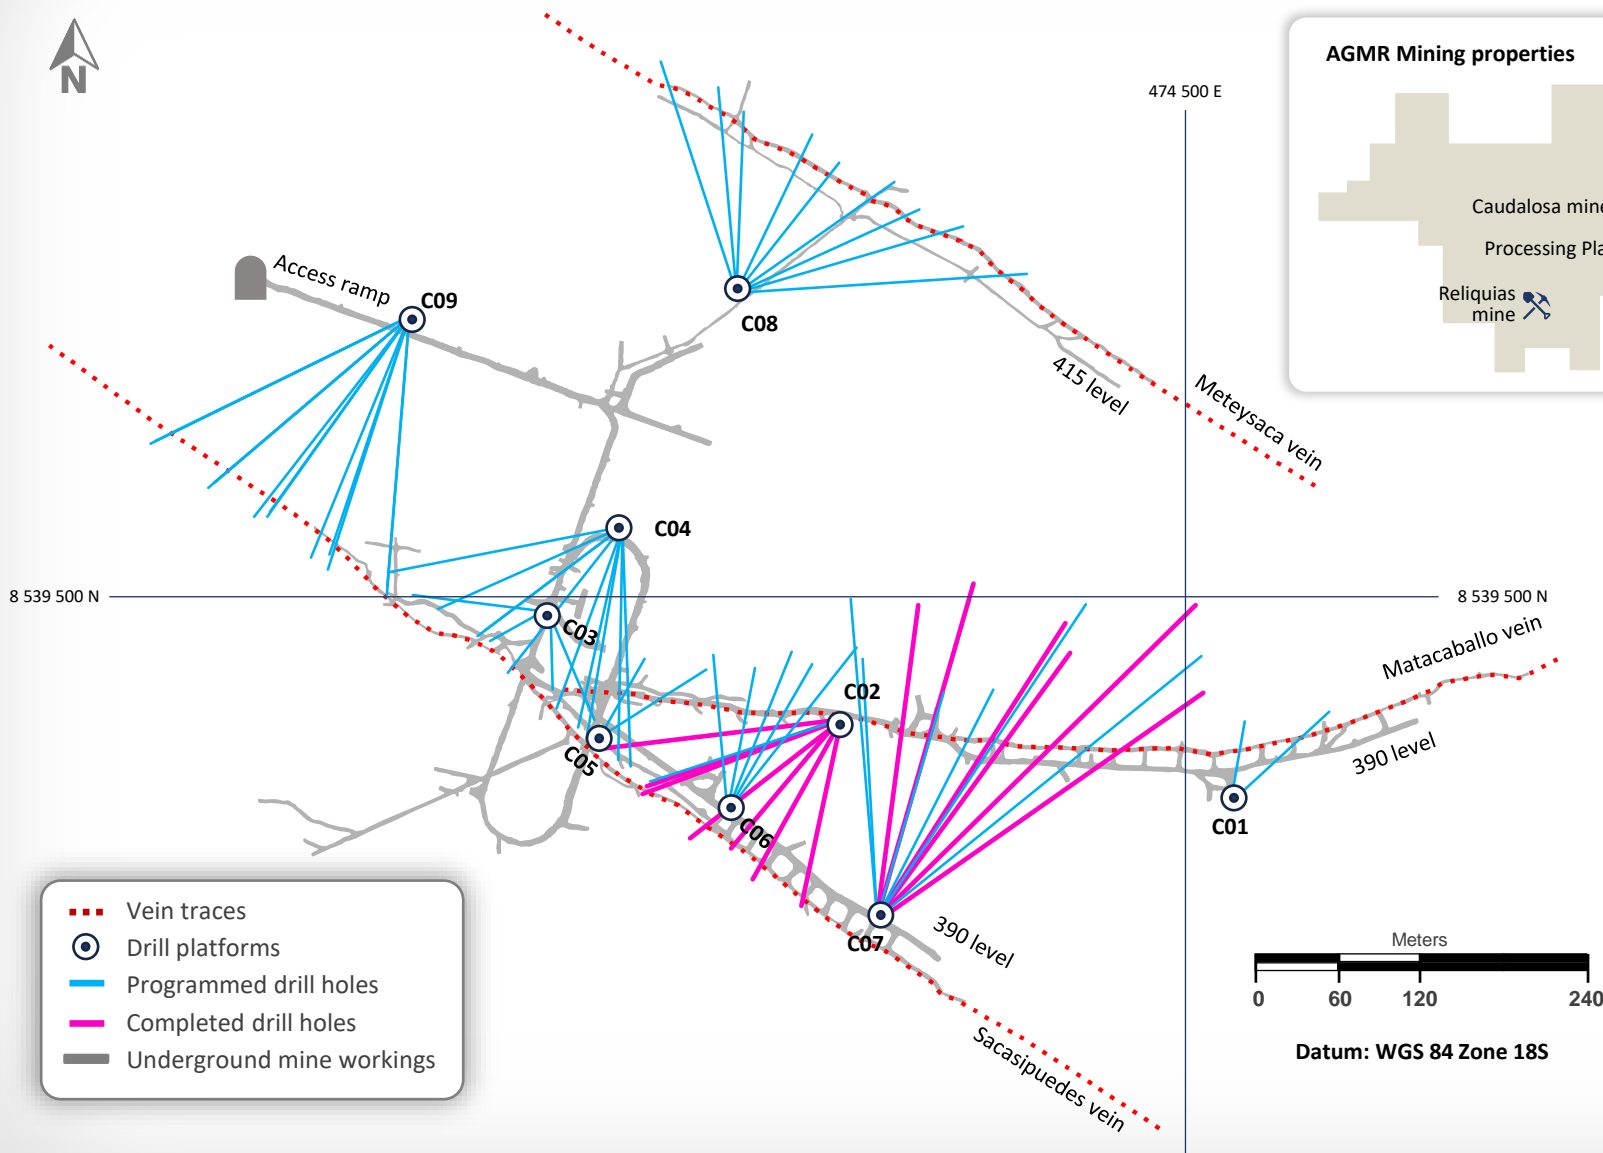 N
474 500 E
AGMR Mining properties
Caudalosa mine
Processing Pla
Reliquias
mine
Access ramp
C09
C08
415 level
Meteysaca vein
C04
8 539 500 N
8 539 500 N
C03
Matacaballo vein
C02
390 level
C05
C01
C06
C07
390 level
Sacasipuedes vein
Vein traces
Drill platforms
Programmed drill holes
Completed drill holes
Underground mine workings
Meters
0 60 120 240
Datum: WGS 84 Zone 18S